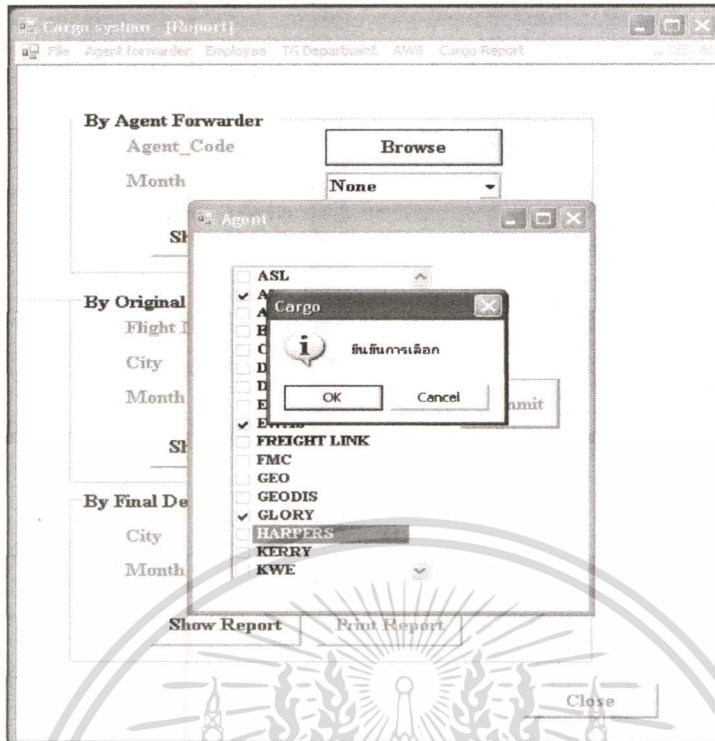 Cargo system - [Report]
File Agent forwarder Employee TG Department AWB Cargo Report
By Agent Forwarder
Agent_Code Browse
Month None
Agent
ASL
By Original
Cargo
Flight
ยืนยันการเลือก
City
OK Cancel
Month
FREIGHT LINK
FMC
GEO
GEODIS
By Final De
GLORY
City
HARPERS
KERRY
Month
KWE
Show Report Print Report
Close